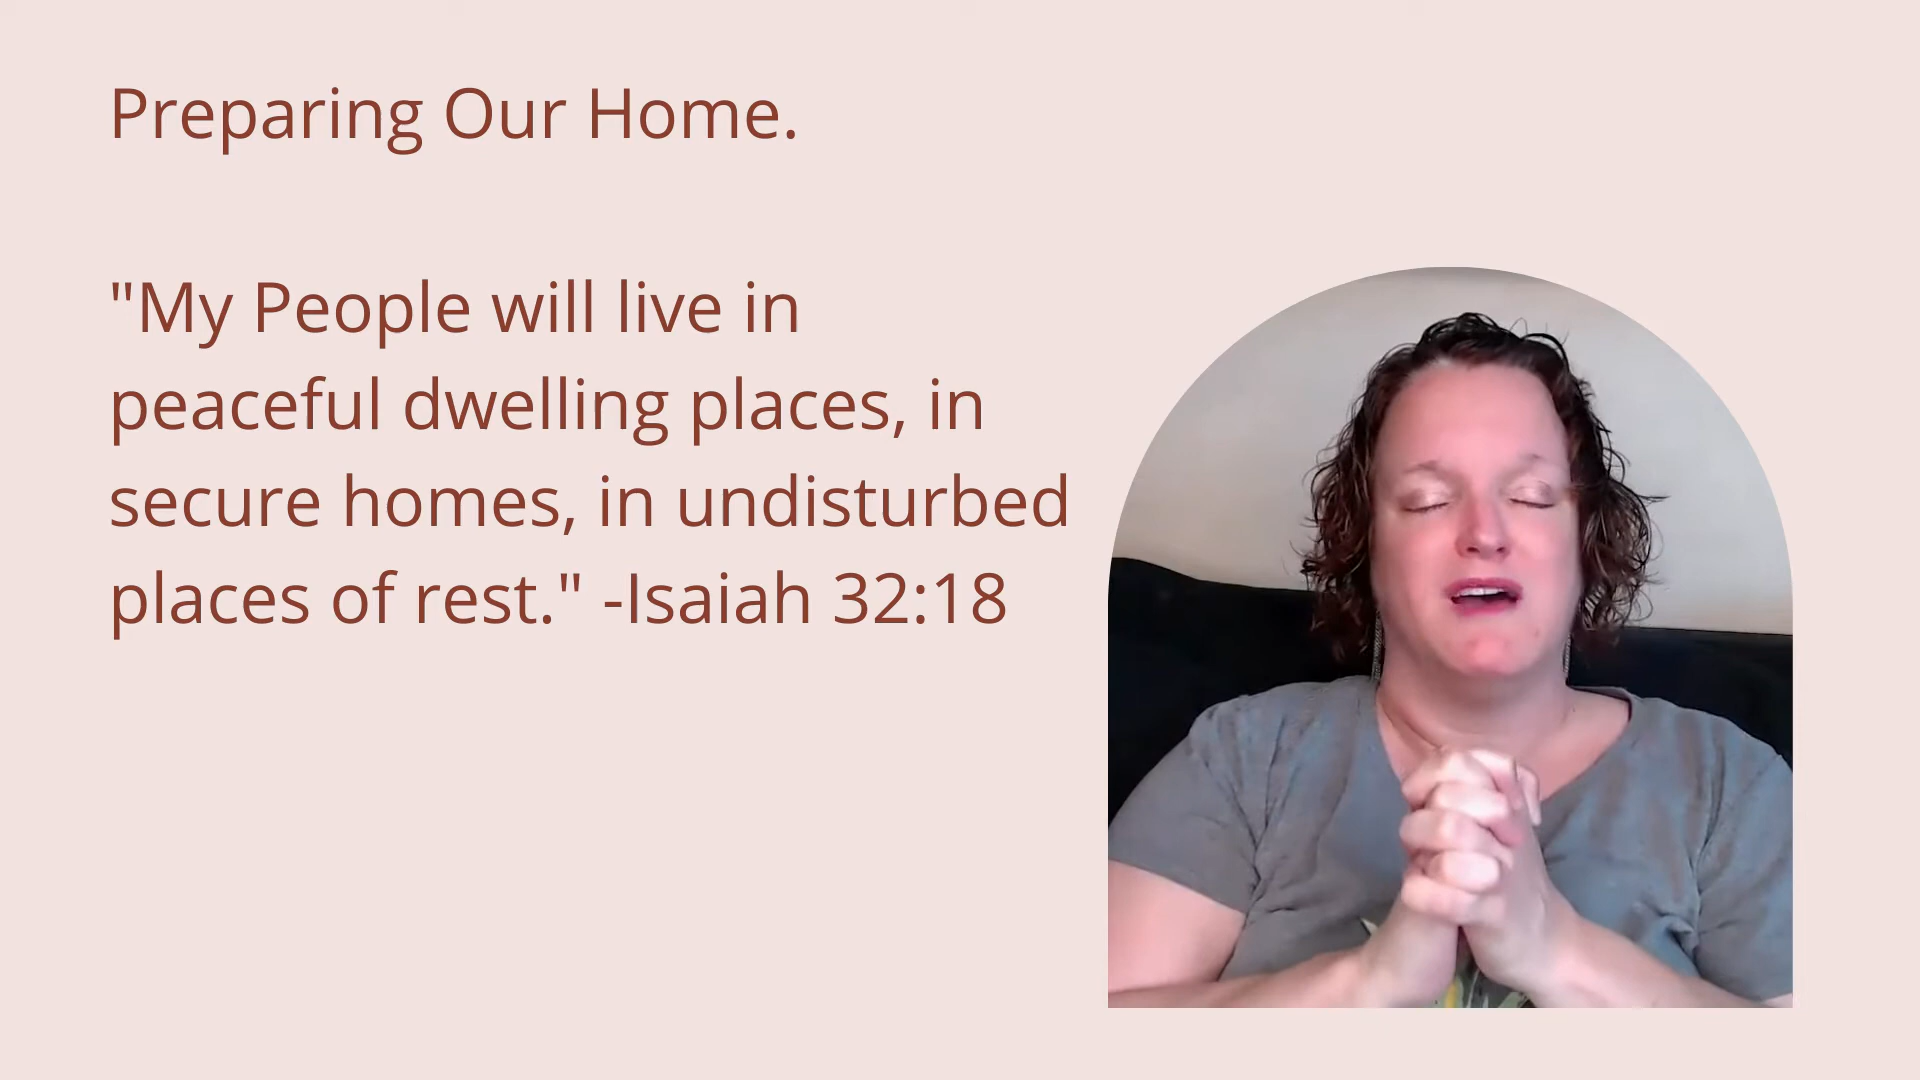 Preparing Our Home.
"My People will live in
peaceful dwelling places, in
secure homes, in undisturbed
places of rest." -Isaiah 32:18